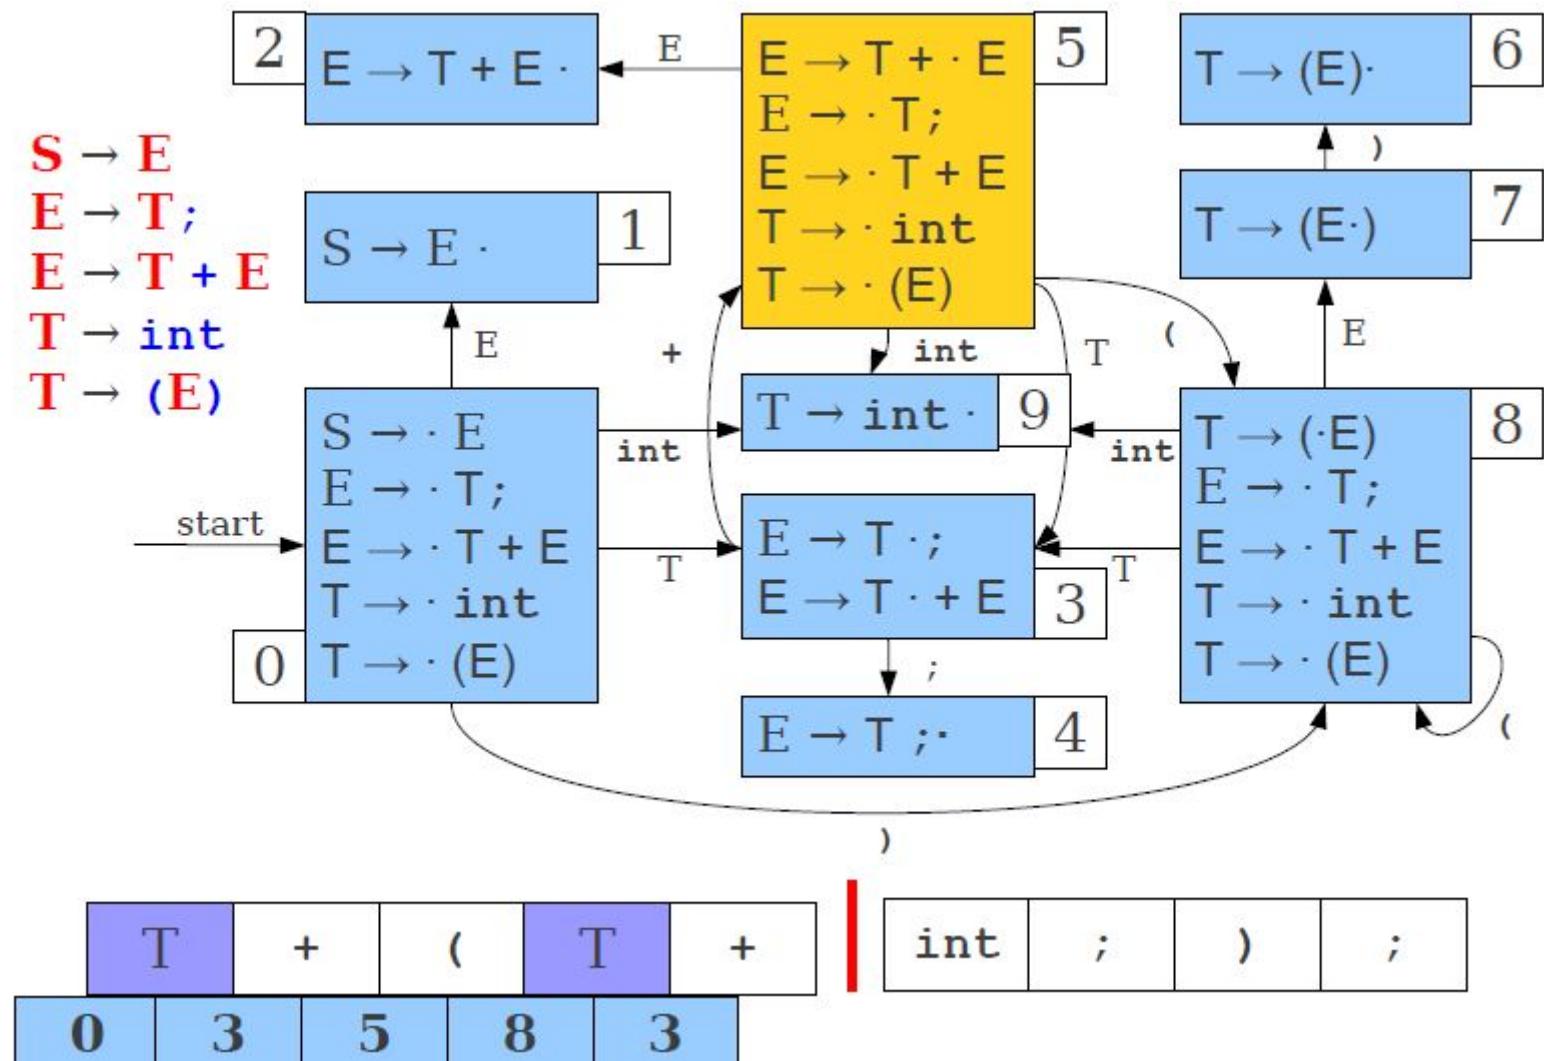 2
E → T + E ·
E
E → T + · E
E → · T;
E → · T + E
T → · int
T → · (E)
5
T → (E)·
6
)
T → (E·)
7
S → E
E → T;
E → T + E
T → int
T → (E)
S → E ·
1
E
+
int
T
(
E
T → int ·
9
S → · E
E → · T;
E → · T + E
T → · int
T → · (E)
0
start
int
T
int
T
E → T ·;
E → T · + E
3
;
E → T ;·
4
T → (·E)
E → · T;
E → · T + E
T → · int
T → · (E)
8
(
)
T + ( T + int ; ) ;
0 3 5 8 3